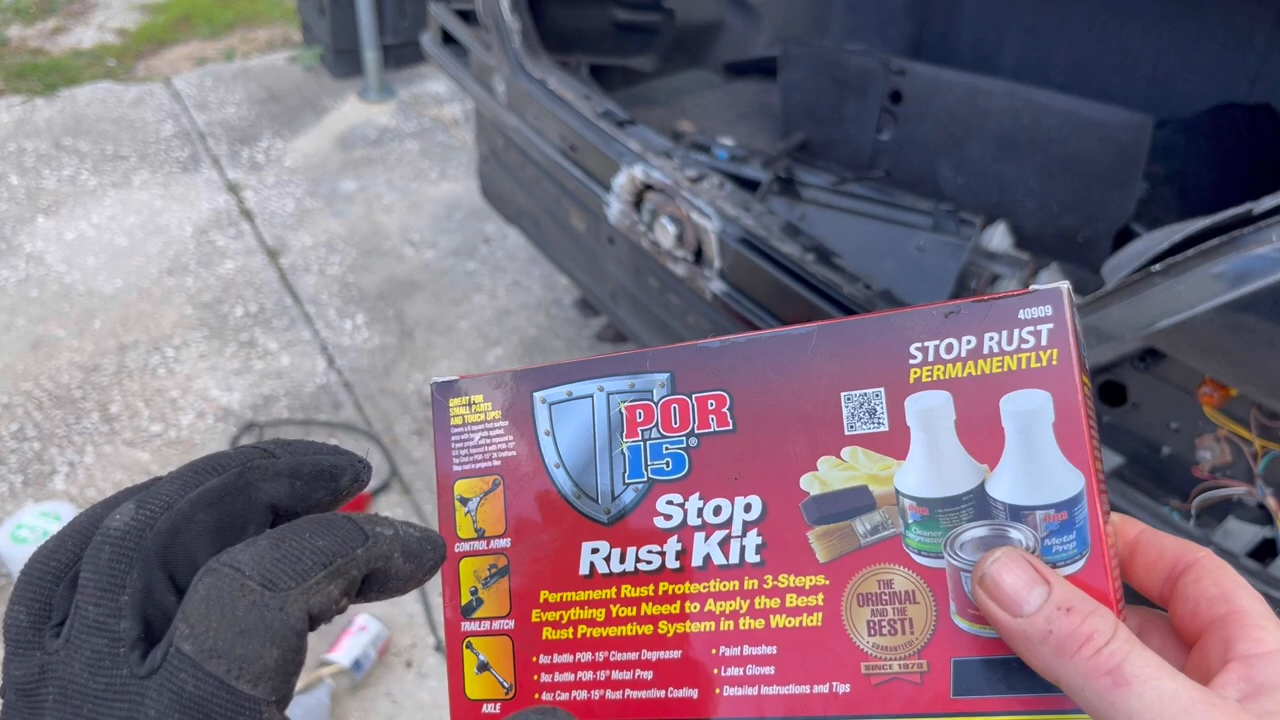 40909
STOP RUST
PERMANENTLY!
GREAT FOR
SMALL PARTS
AND TOUCH UPS!
POR
15®
Stop
Rust Kit
Permanent Rust Protection in 3-Steps.
Everything You Need to Apply the Best
Rust Preventive System in the World!
• 8oz Bottle POR-15® Cleaner Degreaser
• 8oz Bottle POR-15® Metal Prep
• 4oz Can POR-15® Rust Preventive Coating
• Paint Brushes
• Latex Gloves
• Detailed Instructions and Tips
CONTROL ARMS
TRAILER HITCH
AXLE
POR
Cleaner
Degreaser
POR
Metal
Prep
THE
ORIGINAL
AND THE
BEST!
GUARANTEED!
SINCE 1970